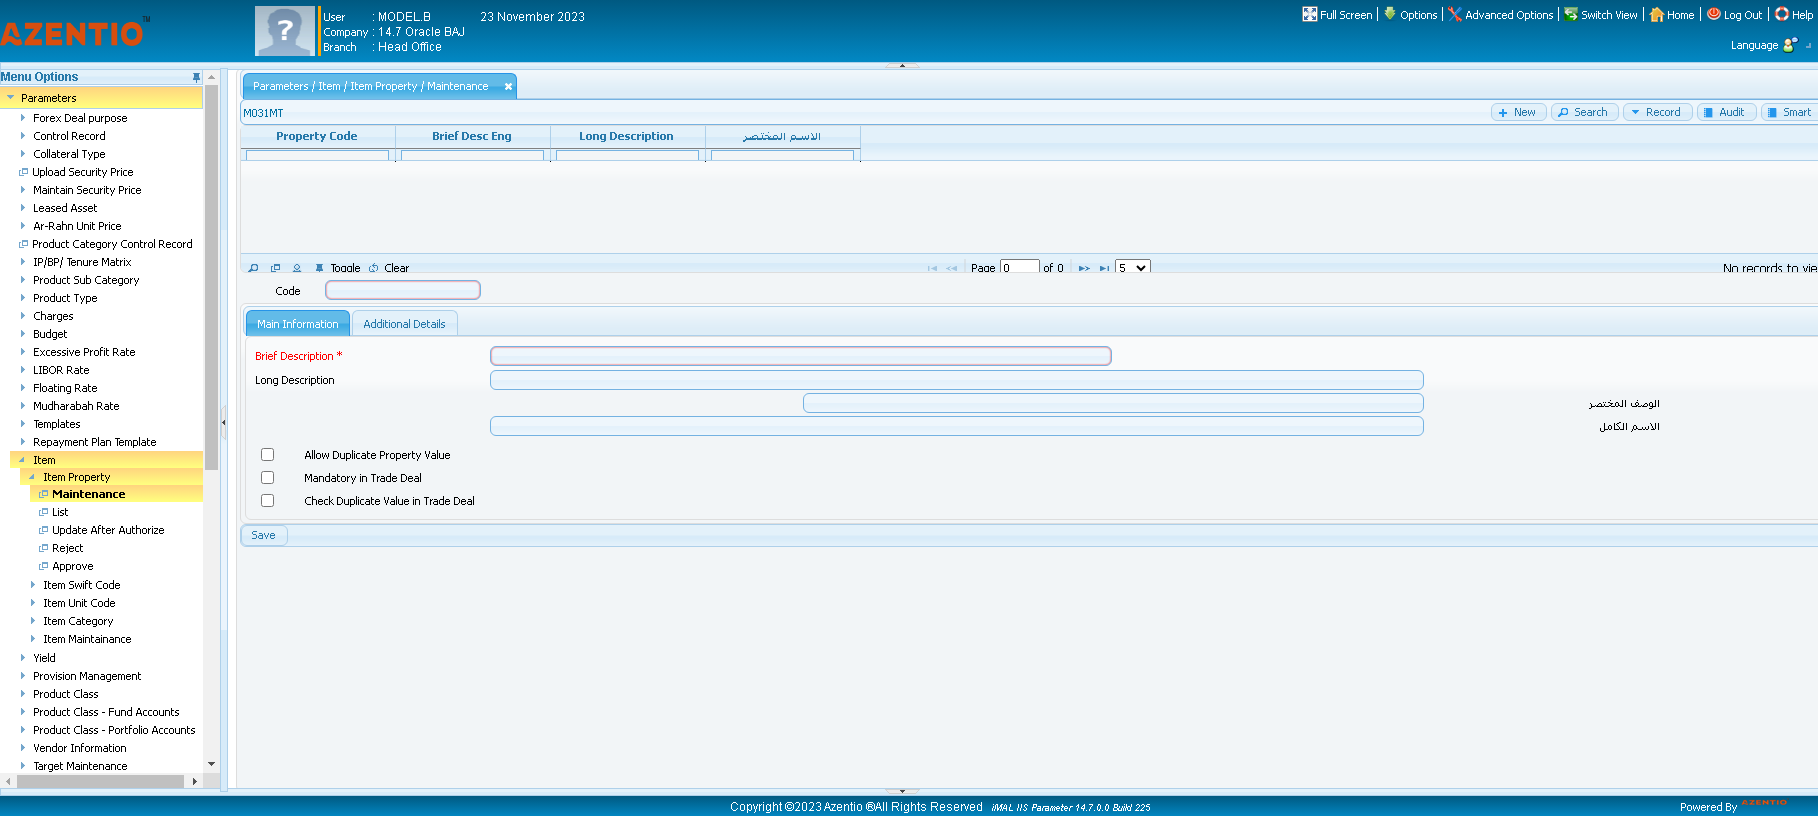 AZENTIO TM
User : MODEL.B 23 November 2023
Company : 14.7 Oracle BAJ
Branch : Head Office
Full Screen Options Advanced Options Switch View Home Log Out Help
Language
Menu Options
Parameters
Forex Deal purpose
Control Record
Collateral Type
Upload Security Price
Maintain Security Price
Leased Asset
Ar-Rahn Unit Price
Product Category Control Record
IP/BP/ Tenure Matrix
Product Sub Category
Product Type
Charges
Budget
Excessive Profit Rate
LIBOR Rate
Floating Rate
Mudharabah Rate
Templates
Repayment Plan Template
Item
Item Property
Maintenance
List
Update After Authorize
Reject
Approve
Item Swift Code
Item Unit Code
Item Category
Item Maintainance
Yield
Provision Management
Product Class
Product Class - Fund Accounts
Product Class - Portfolio Accounts
Vendor Information
Target Maintenance
Parameters / Item / Item Property / Maintenance
M031MT
New Search Record Audit Smart
Property Code Brief Desc Eng Long Description الاسم المختصر
Toggle Clear Page 0 of 0 5 No records to vie
Code
Main Information Additional Details
Brief Description *
Long Description
الوصف المختصر
الاسم الكامل
Allow Duplicate Property Value
Mandatory in Trade Deal
Check Duplicate Value in Trade Deal
Save
Copyright ©2023 Azentio ®All Rights Reserved iMAL IIS Parameter 14.7.0.0 Build 225
Powered By AZENTIO